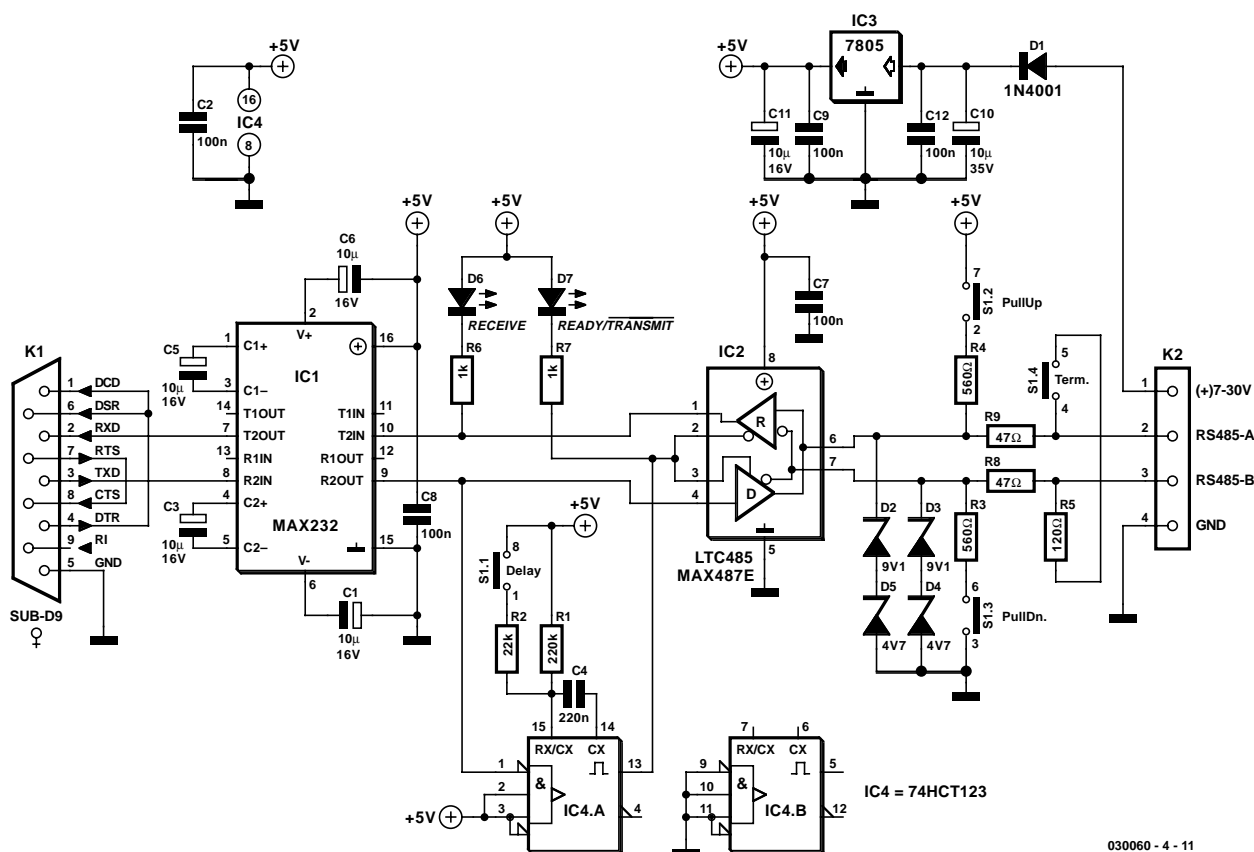 IC3
+5V
+5V
7805
D1
1N4001
C2
100n
16
IC4
8
C11
10µ
16V
C9
100n
C12
100n
C10
10µ
35V
+5V
+5V
+5V
+5V
C6
10µ
16V
D6
RECEIVE
D7
READY/TRANSMIT
C7
100n
7
S1.2
PullUp
2
K1
1 DCD
6 DSR
2 RXD
7 RTS
3 TXD
8 CTS
4 DTR
9 RI
5 GND
SUB-D9
C5
10µ
16V
C3
10µ
16V
2
V+
1 C1+
3 C1–
14 T1OUT
7 T2OUT
13 R1IN
8 R2IN
4 C2+
5 C2–
IC1
MAX232
16
T1IN 11
T2IN 10
R1OUT 12
R2OUT 9
15
V-
6
C1
10µ
16V
C8
100n
R6
1k
R7
1k
IC2
8
1
2
3
4
R
D
6
7
5
LTC485
MAX487E
R4
560Ω
5
S1.4
Term.
4
R9
47Ω
R8
47Ω
K2
1 (+)7-30V
2 RS485-A
3 RS485-B
4 GND
D2
9V1
D3
9V1
R3
560Ω
R5
120Ω
D5
4V7
D4
4V7
6
S1.3
PullDn.
3
+5V
8
S1.1
Delay
1
R2
22k
R1
220k
C4
220n
15 14
RX/CX CX
1
2
3
&
IC4.A
13
4
+5V
7 6
RX/CX CX
9
10
11
&
IC4.B
5
12
IC4 = 74HCT123
030060 - 4 - 11